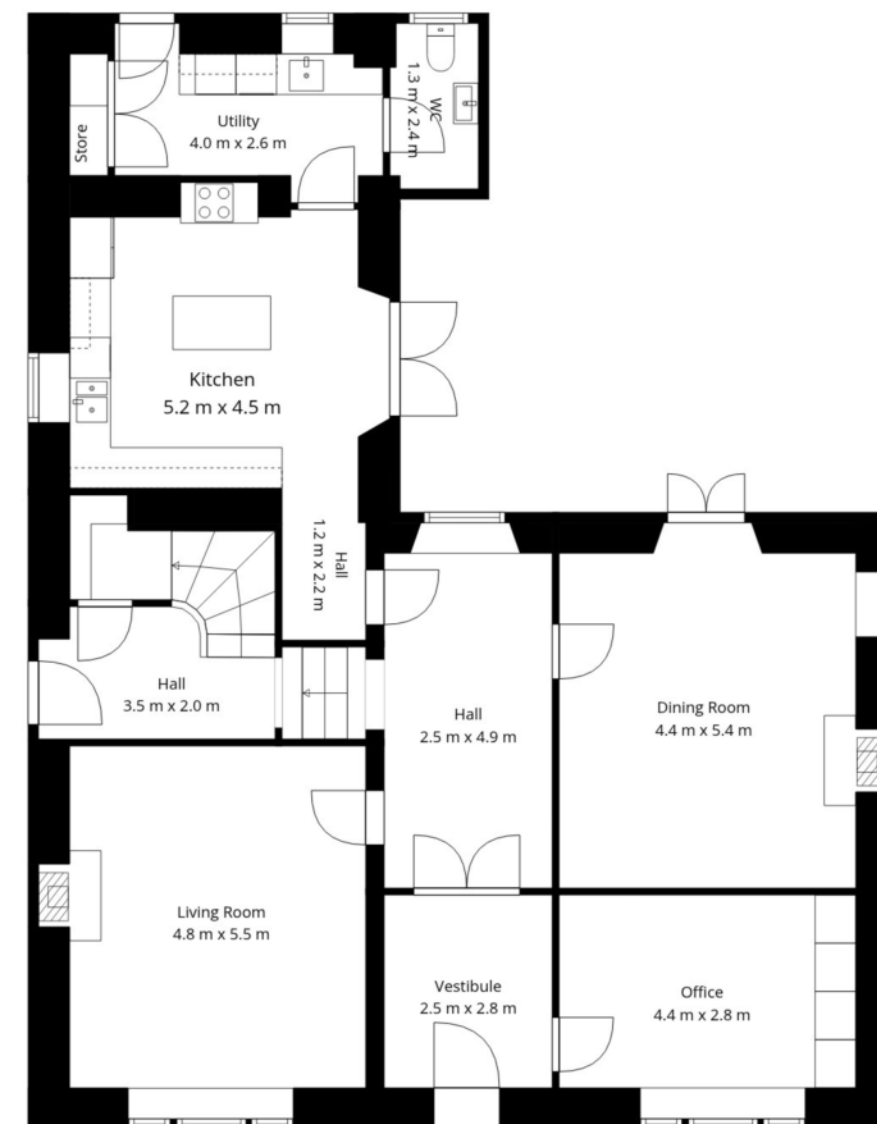 Store
Utility
4.0 m x 2.6 m
WC
1.3 m x 2.4 m
Kitchen
5.2 m x 4.5 m
Hall
1.2 m x 2.2 m
Hall
3.5 m x 2.0 m
Hall
2.5 m x 4.9 m
Dining Room
4.4 m x 5.4 m
Living Room
4.8 m x 5.5 m
Vestibule
2.5 m x 2.8 m
Office
4.4 m x 2.8 m